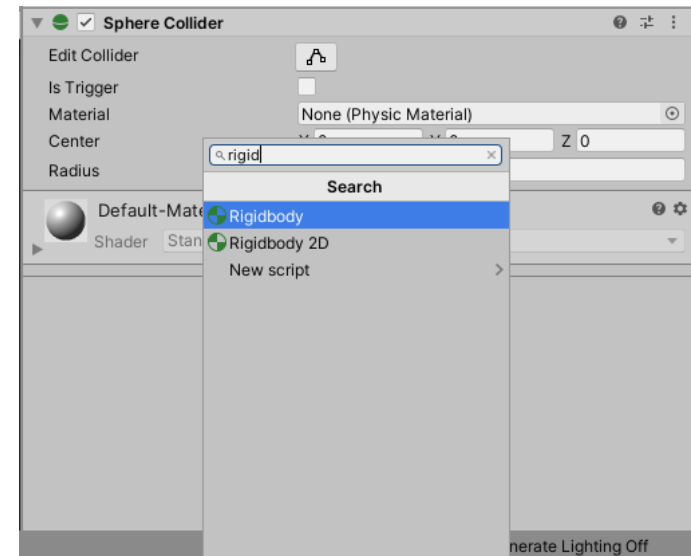 Sphere Collider
Edit Collider
Is Trigger
Material None (Physic Material)
Center Z 0
Radius
rigid
Search
Rigidbody
Rigidbody 2D
New script
Default-Mate
Shader Stan
nerate Lighting Off